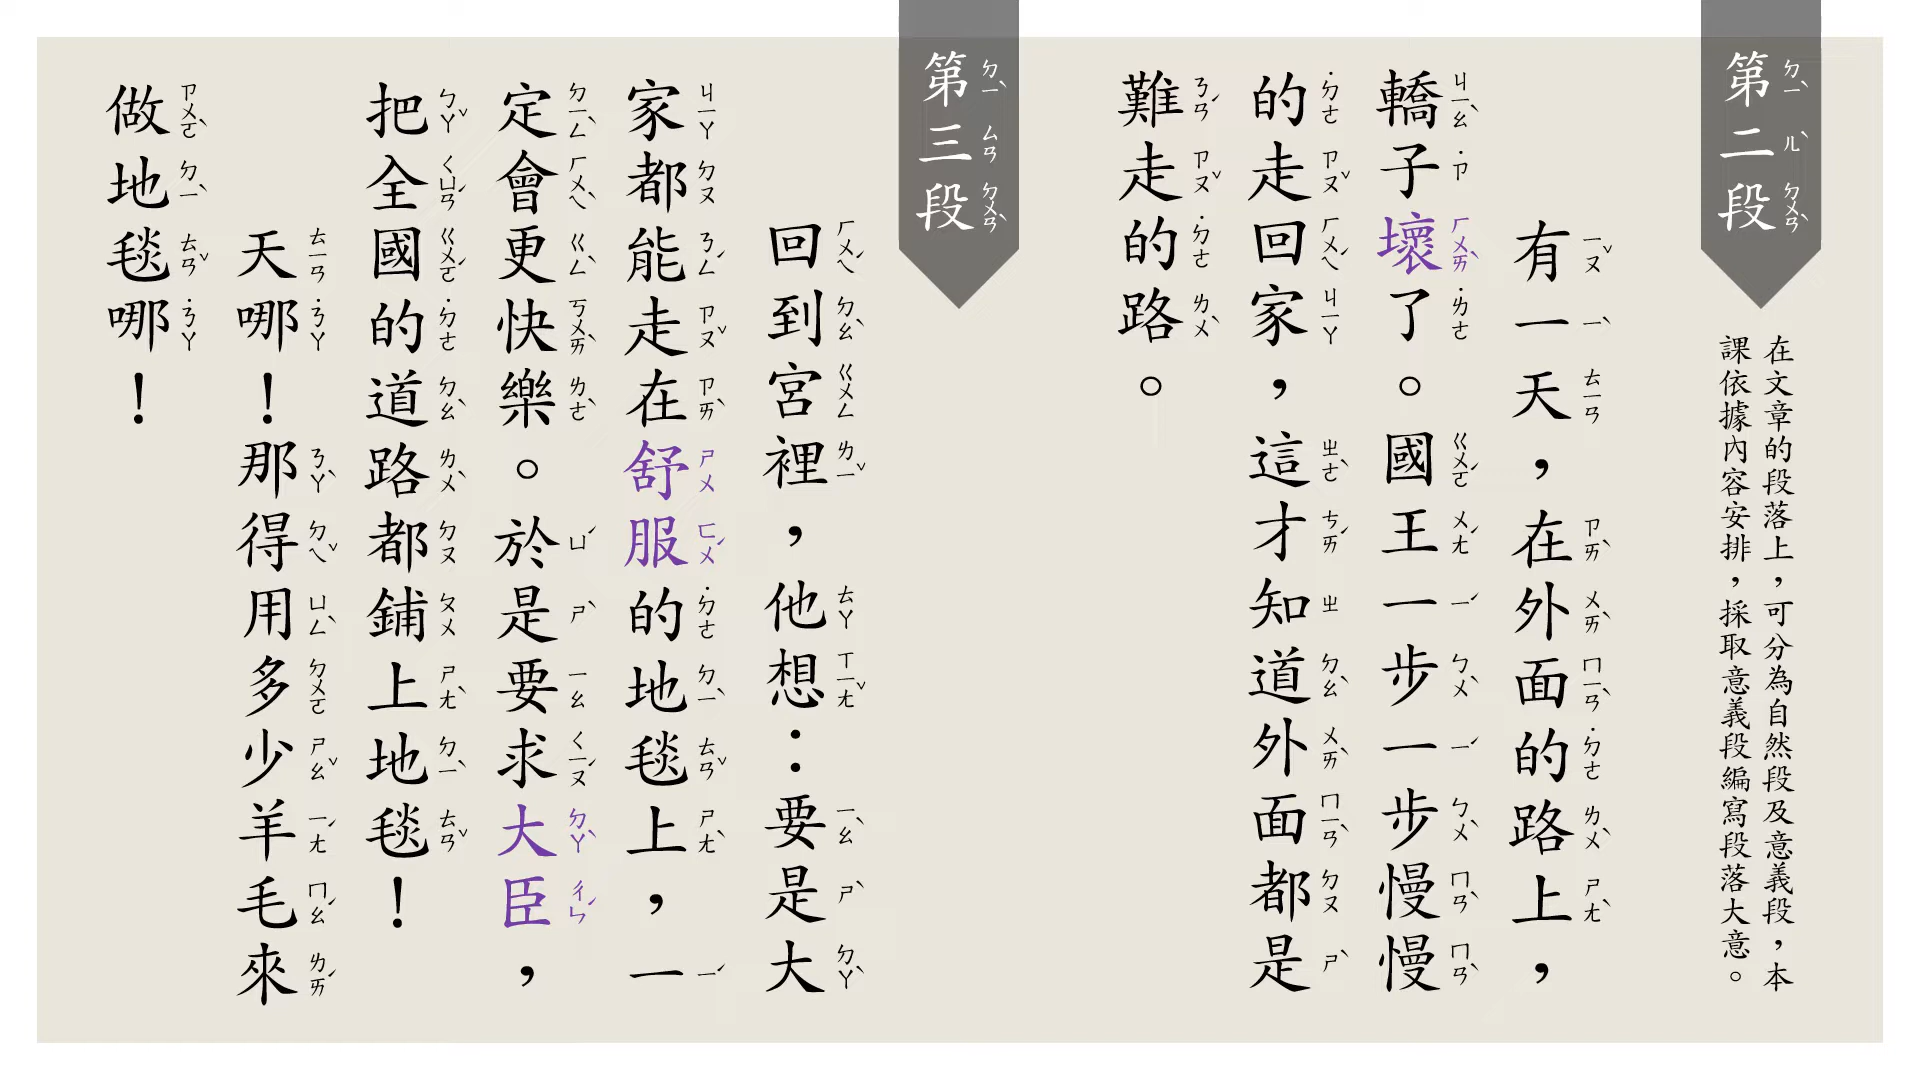 第二段
在文章的段落上，可分為自然段及意義段，本
課依據內容安排，採取意義段編寫段落大意。
有一天，在外面的路上，
轎子壞了。國王一步一步慢慢
的走回家，這才知道外面都是
難走的路。
第三段
回到宮裡，他想：要是大
家都能走在舒服的地毯上，一
定會更快樂。於是要求大臣，
把全國的道路都鋪上地毯！
天哪！那得用多少羊毛來
做地毯哪！